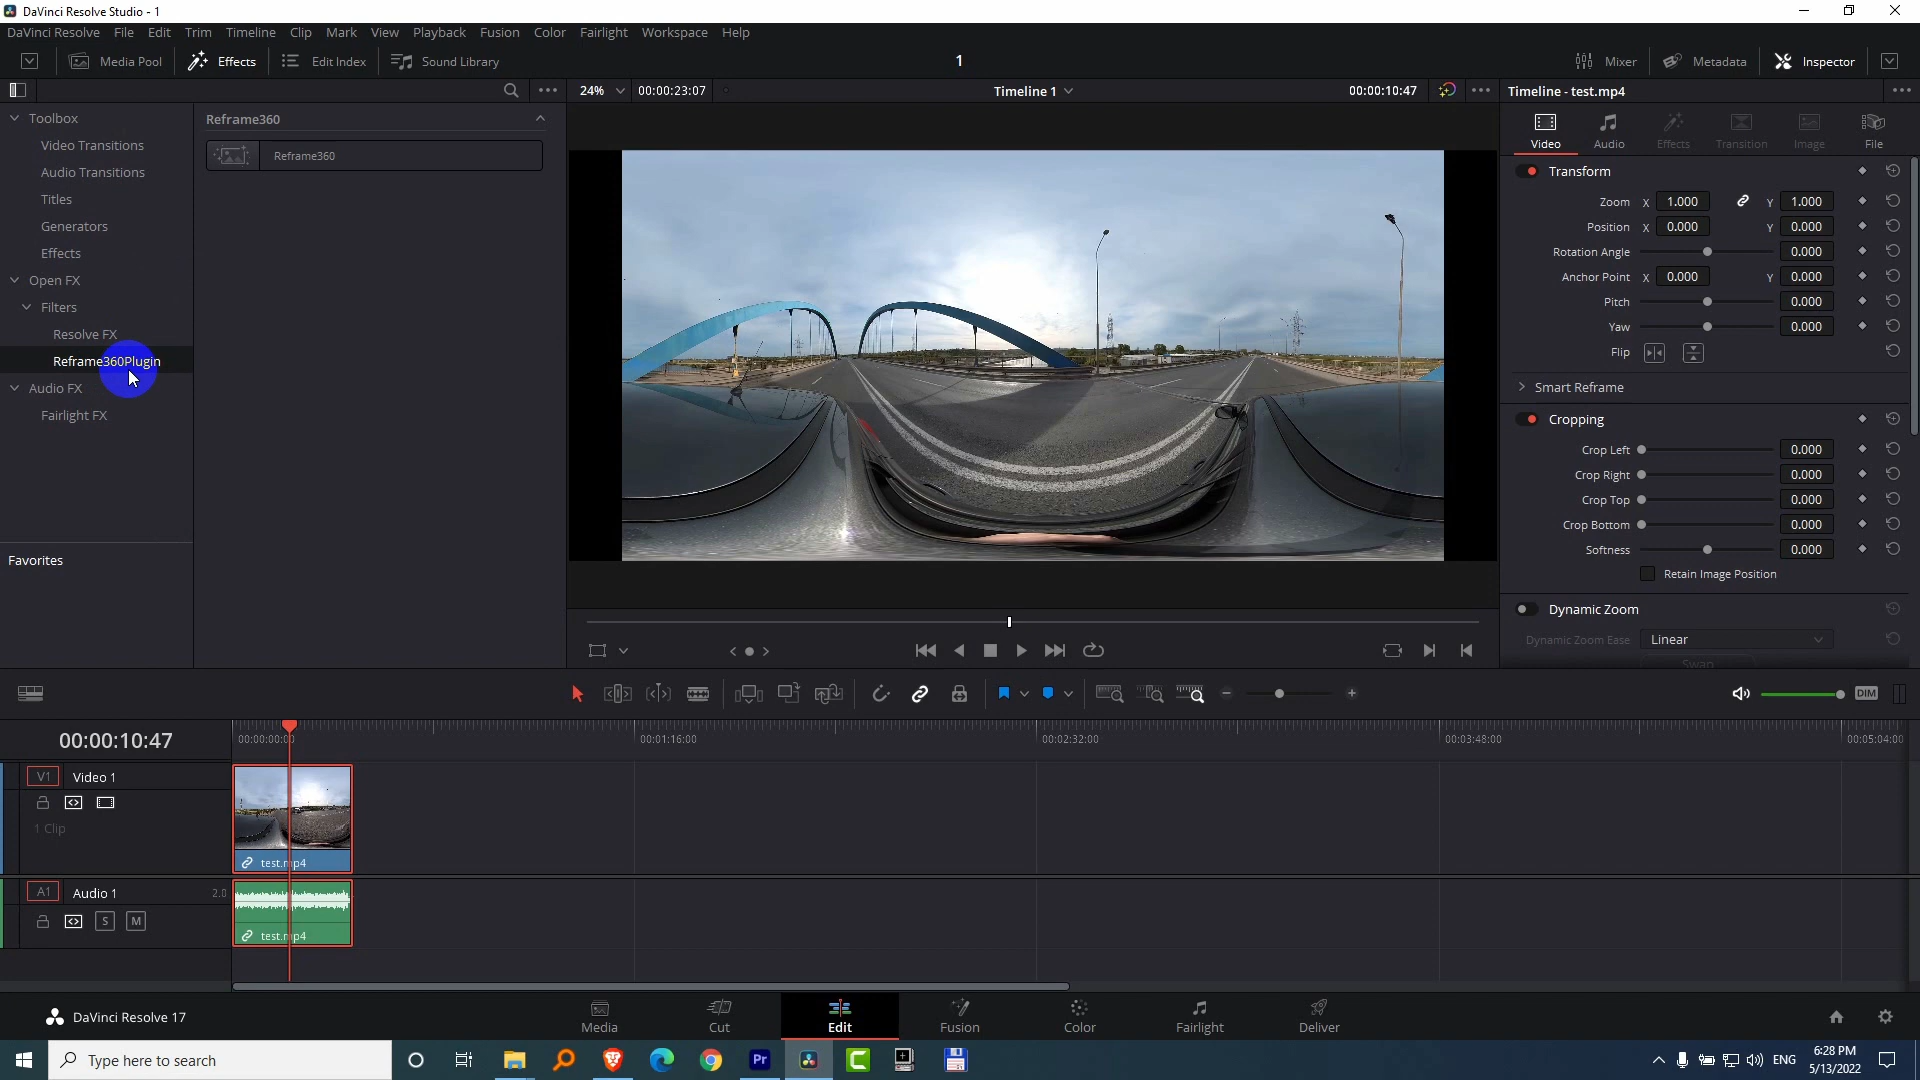 DaVinci Resolve Studio - 1
DaVinci Resolve File Edit Trim Timeline Clip Mark View Playback Fusion Color Fairlight Workspace Help
Media Pool Effects Edit Index Sound Library 1 Mixer Metadata Inspector
24% 00:00:23:07 Timeline 1 00:00:10:47 Timeline - test.mp4
Toolbox
Video Transitions
Audio Transitions
Titles
Generators
Effects
Open FX
Filters
Resolve FX
Reframe360Plugin
Audio FX
Fairlight FX
Favorites
Reframe360
Reframe360
Video Audio Effects Transition Image File
Transform
Zoom X 1.000 Y 1.000
Position X 0.000 Y 0.000
Rotation Angle 0.000
Anchor Point X 0.000 Y 0.000
Pitch 0.000
Yaw 0.000
Flip
Smart Reframe
Cropping
Crop Left 0.000
Crop Right 0.000
Crop Top 0.000
Crop Bottom 0.000
Softness 0.000
Retain Image Position
Dynamic Zoom
Dynamic Zoom Ease Linear
Swap
DIM
00:00:10:47 00:00:00:00 00:01:16:00 00:02:32:00 00:03:48:00 00:05:04:00
V1 Video 1
1 Clip
test.mp4
A1 Audio 1 2.0
S M
test.mp4
DaVinci Resolve 17 Media Cut Edit Fusion Color Fairlight Deliver
Type here to search Pr ENG 6:28 PM
5/13/2022